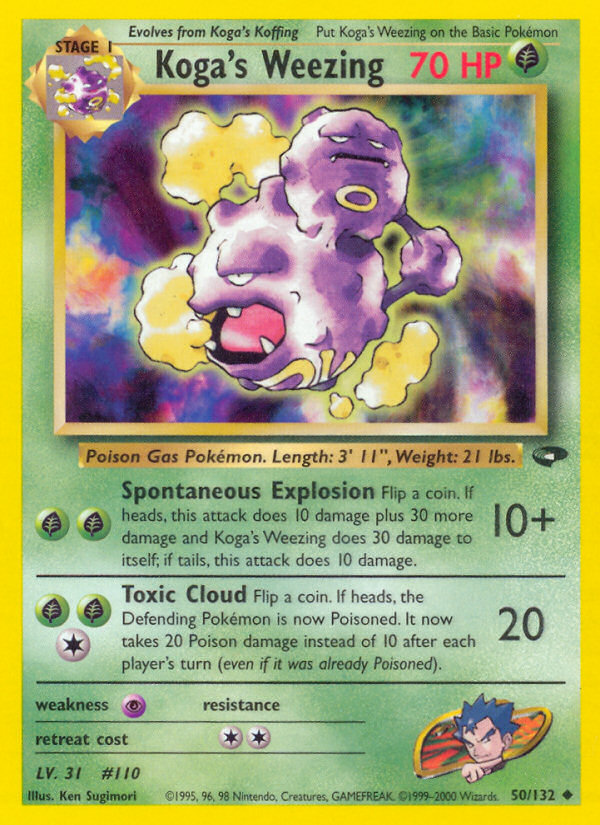 Evolves from Koga's Koffing Put Koga's Weezing on the Basic Pokémon
STAGE 1
Koga's Weezing 70 HP
Poison Gas Pokémon. Length: 3' 11", Weight: 21 lbs.
Spontaneous Explosion Flip a coin. If
heads, this attack does 10 damage plus 30 more
damage and Koga's Weezing does 30 damage to
itself; if tails, this attack does 10 damage.
10+
Toxic Cloud Flip a coin. If heads, the
Defending Pokémon is now Poisoned. It now
takes 20 Poison damage instead of 10 after each
player's turn (even if it was already Poisoned).
20
weakness resistance
retreat cost
LV. 31 #110
Illus. Ken Sugimori ©1995, 96, 98 Nintendo, Creatures, GAMEFREAK. ©1999-2000 Wizards. 50/132